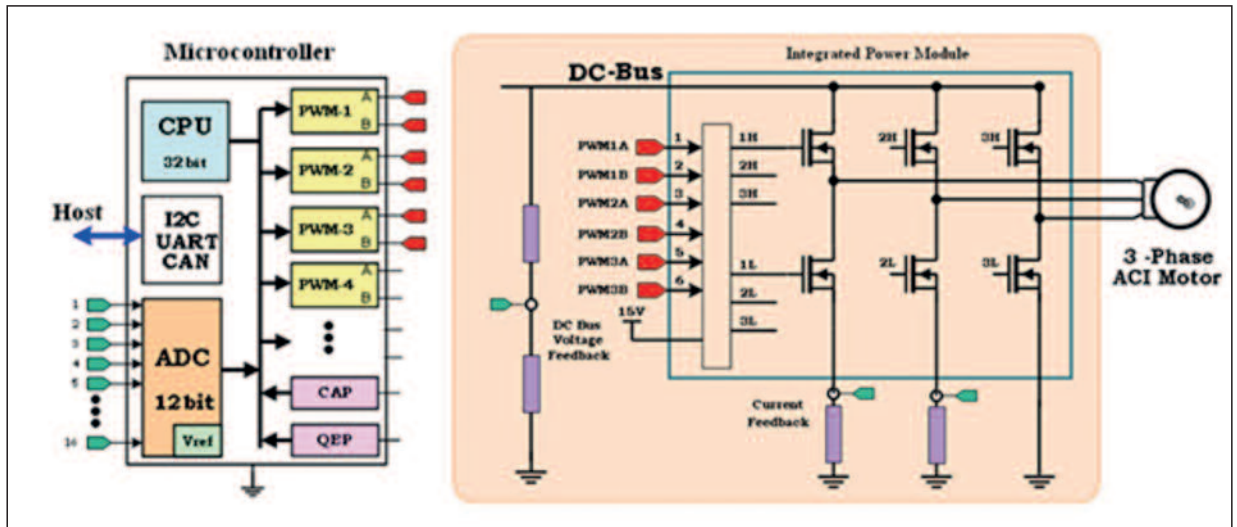 Microcontroller
CPU
32 bit
Host
I2C
UART
CAN
1
2
3
4
5
16
ADC
12bit
Vref
PWM-1
A
B
PWM-2
A
B
PWM-3
A
B
PWM-4
A
B
CAP
QEP
Integrated Power Module
DC-Bus
PWM1A
PWM1B
PWM2A
PWM2B
PWM3A
PWM3B
1
2
3
4
5
6
15V
1H
2H
3H
1L
2L
3L
2H
3H
2L
3L
DC Bus
Voltage
Feedback
Current
Feedback
3 -Phase
ACI Motor